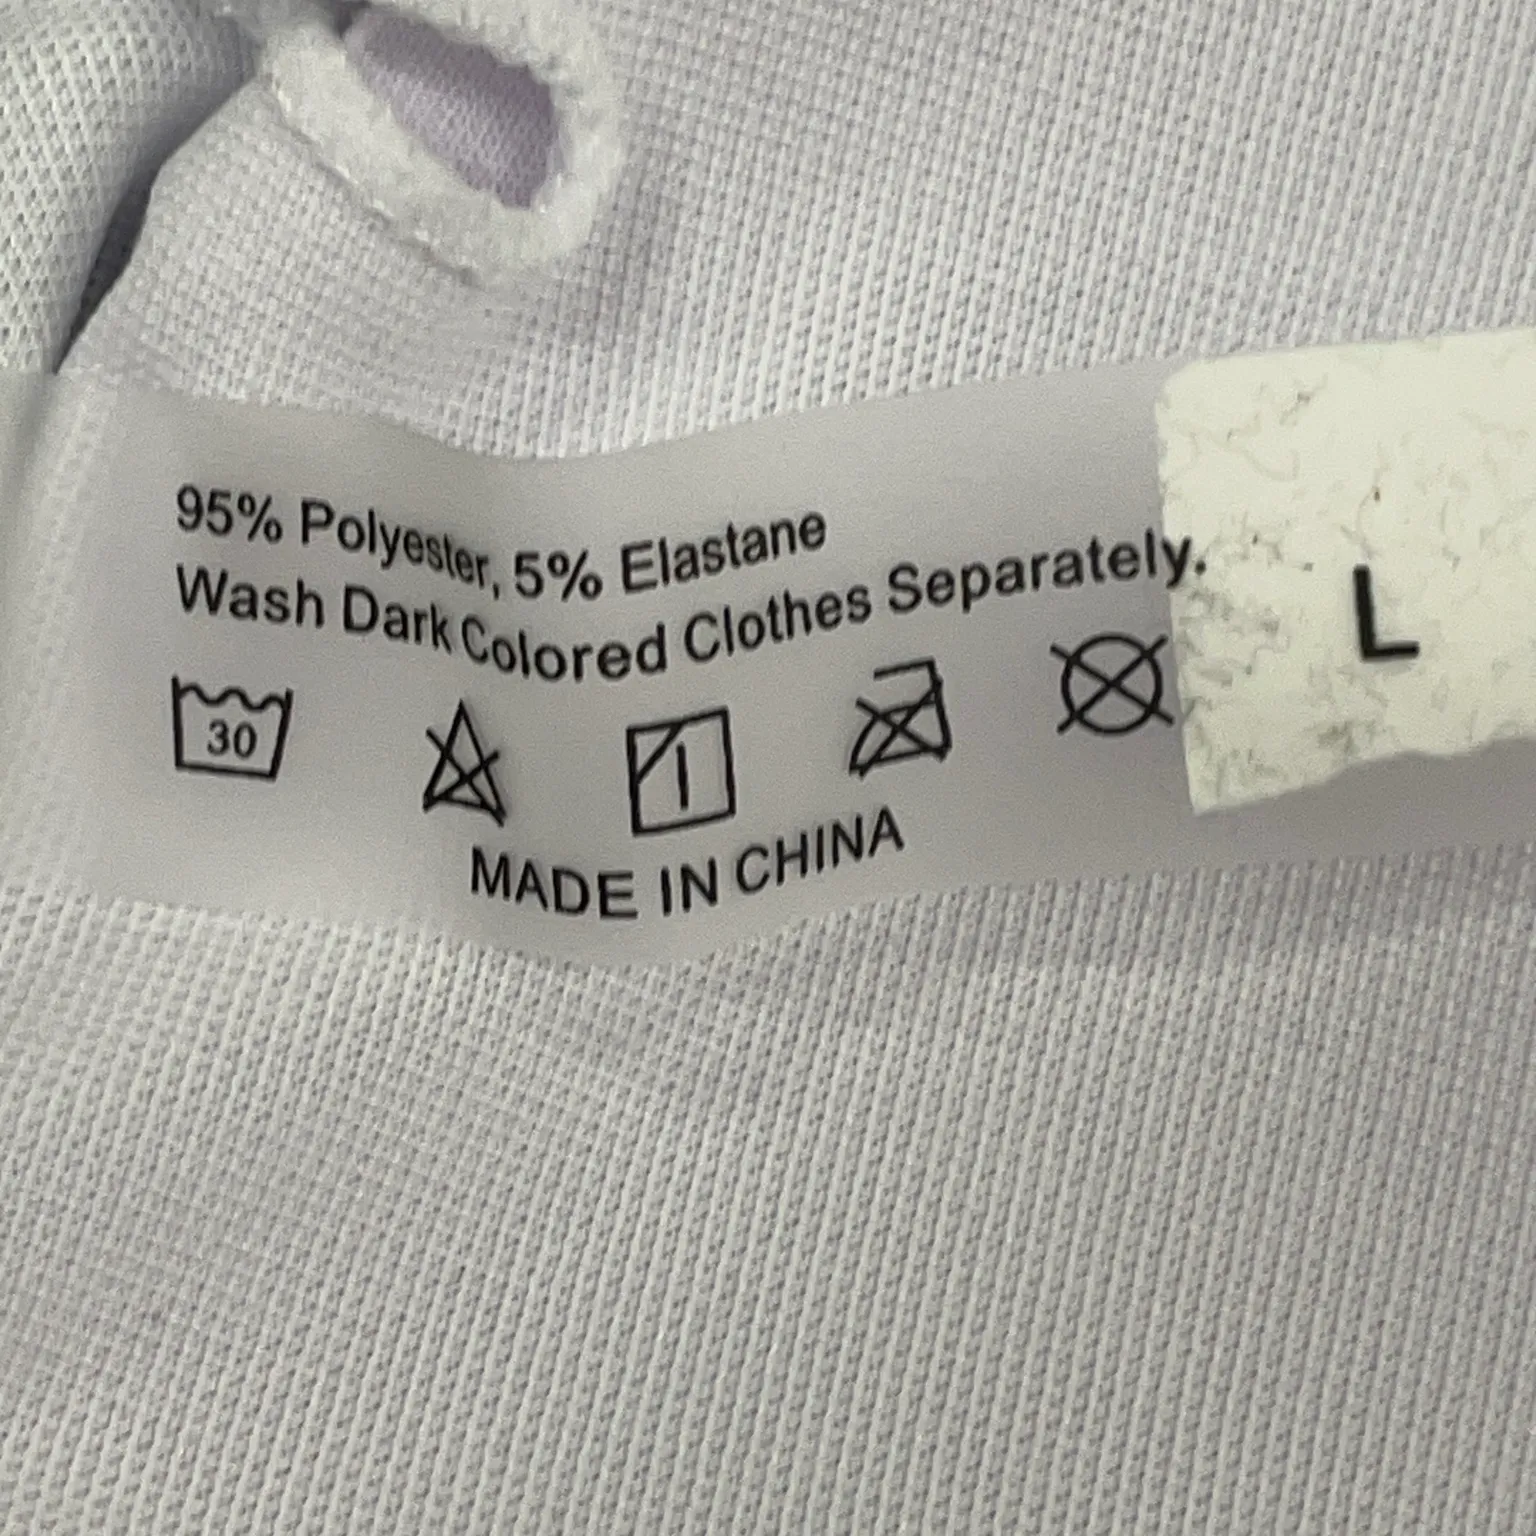 95% Polyester, 5% Elastane
Wash Dark Colored Clothes Separately.
L
30
MADE IN CHINA